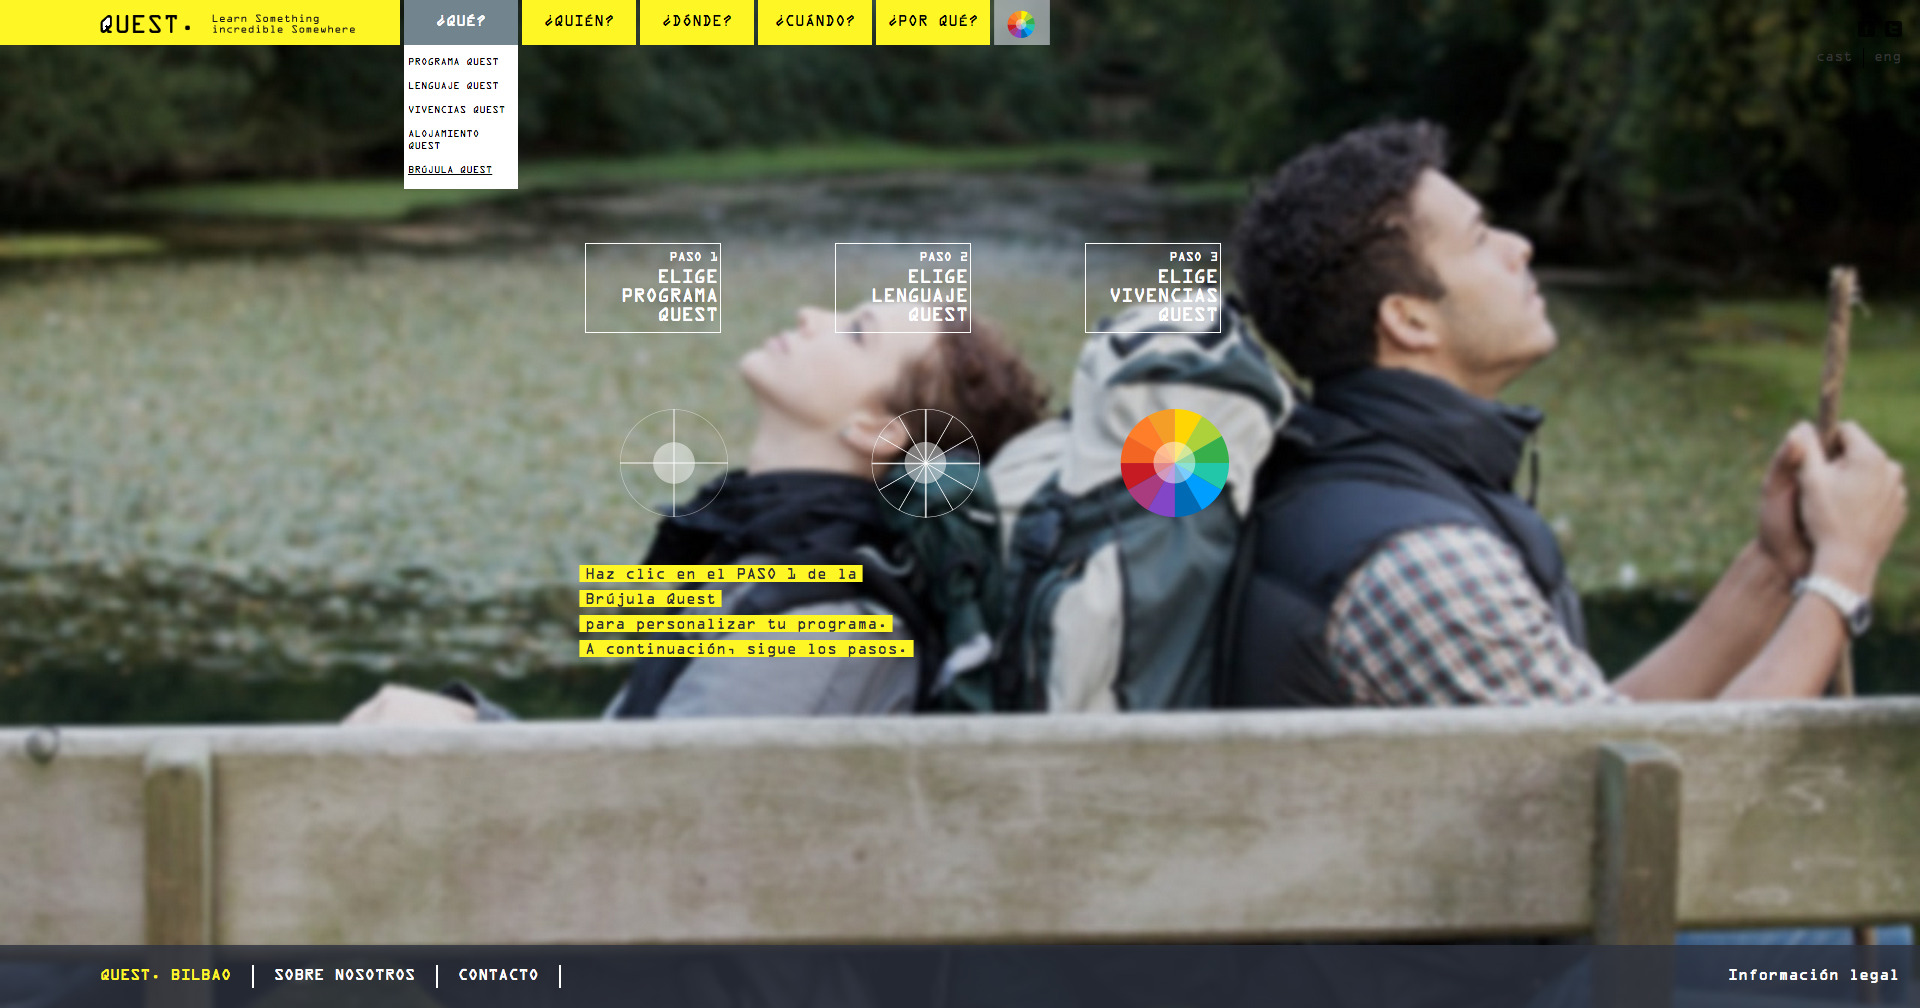 QUEST.
Learn Something
incredible Somewhere
¿QUÉ?
¿QUIÉN?
¿DÓNDE?
¿CUÁNDO?
¿POR QUÉ?
cast
eng
PROGRAMA QUEST
LENGUAJE QUEST
VIVENCIAS QUEST
ALOJAMIENTO
QUEST
BRÚJULA QUEST
PASO 1
ELIGE
PROGRAMA
QUEST
PASO 2
ELIGE
LENGUAJE
QUEST
PASO 3
ELIGE
VIVENCIAS
QUEST
Haz clic en el PASO 1 de la
Brújula Quest
para personalizar tu programa.
A continuación, sigue los pasos.
QUEST. BILBAO
SOBRE NOSOTROS
CONTACTO
Información legal